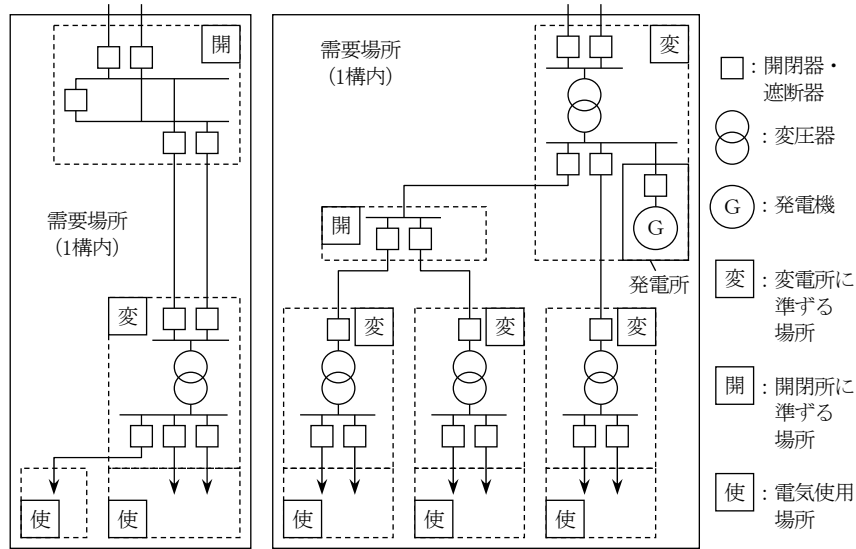 開
需要場所
(1構内)
変
使
使
需要場所
(1構内)
変
開
G
発電所
変
変
変
使
使
使
:開閉器・
遮断器
:変圧器
G
:発電機
変
:変電所に
準ずる
場所
開
:開閉所に
準ずる
場所
使
:電気使用
場所